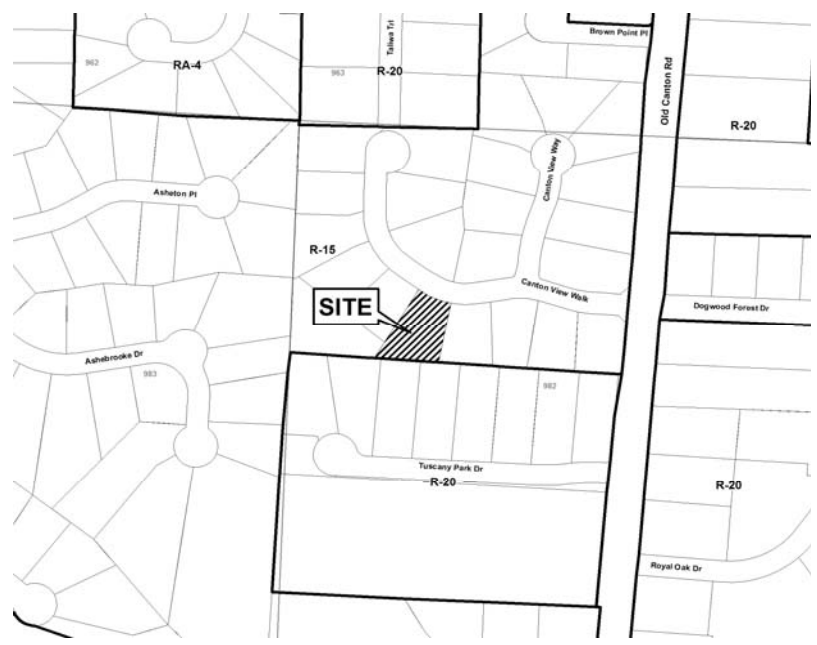 Brown Point Pl
Taliwa Trl
962
RA-4
963
R-20
Old Canton Rd
R-20
Canton View Way
Asheton Pl
R-15
Canton View Walk
SITE
Dogwood Forest Dr
Ashebrooke Dr
983
982
Tuscany Park Dr
R-20
R-20
Royal Oak Dr